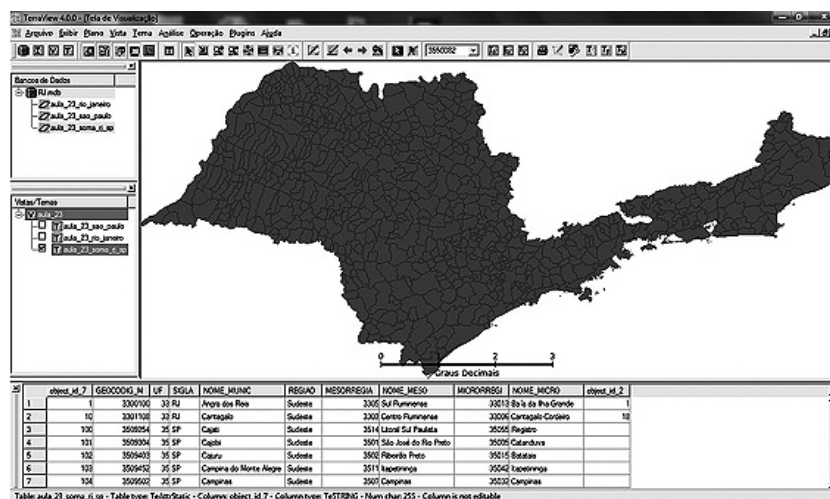 TerraView 4.0.0 - [Tela de Visualização]
Arquivo Exibir Plano Vista Tema Análise Operação Plugins Ajuda
3590082
Bancos de Dados
RJ.mdb
aula_23_rio_janeiro
aula_23_sao_paulo
aula_23_soma_rj_sp
Vistas/Temas
aula_23
aula_23_sao_paulo
aula_23_rio_janeiro
aula_23_soma_rj_sp
0 1 2 3
Graus Decimais
object_id_7 GEOCODIG_M UF SIGLA NOME_MUNIC REGIAO MESORREGIA NOME_MESO MICRORREGI NOME_MICRO object_id_2
1 1 3300100 33 RJ Angra dos Reis Sudeste 3305 Sul Fluminense 33013 Baía da Ilha Grande 1
2 10 3301108 33 RJ Cantagalo Sudeste 3303 Centro Fluminense 33006 Cantagalo-Cordeiro 18
3 100 3509254 35 SP Cajati Sudeste 3514 Litoral Sul Paulista 35055 Registro
4 101 3509304 35 SP Cajobi Sudeste 3501 São José do Rio Preto 35005 Catanduva
5 102 3509403 35 SP Cajuru Sudeste 3502 Ribeirão Preto 35015 Batatais
6 103 3509452 35 SP Campina do Monte Alegre Sudeste 3511 Itapetininga 35042 Itapetininga
7 104 3509502 35 SP Campinas Sudeste 3507 Campinas 35032 Campinas
Table: aula_23_soma_rj_sp - Table type: TeAttrStatic - Column: object_id_7 - Column type: TeSTRING - Num char: 255 - Column is not editable